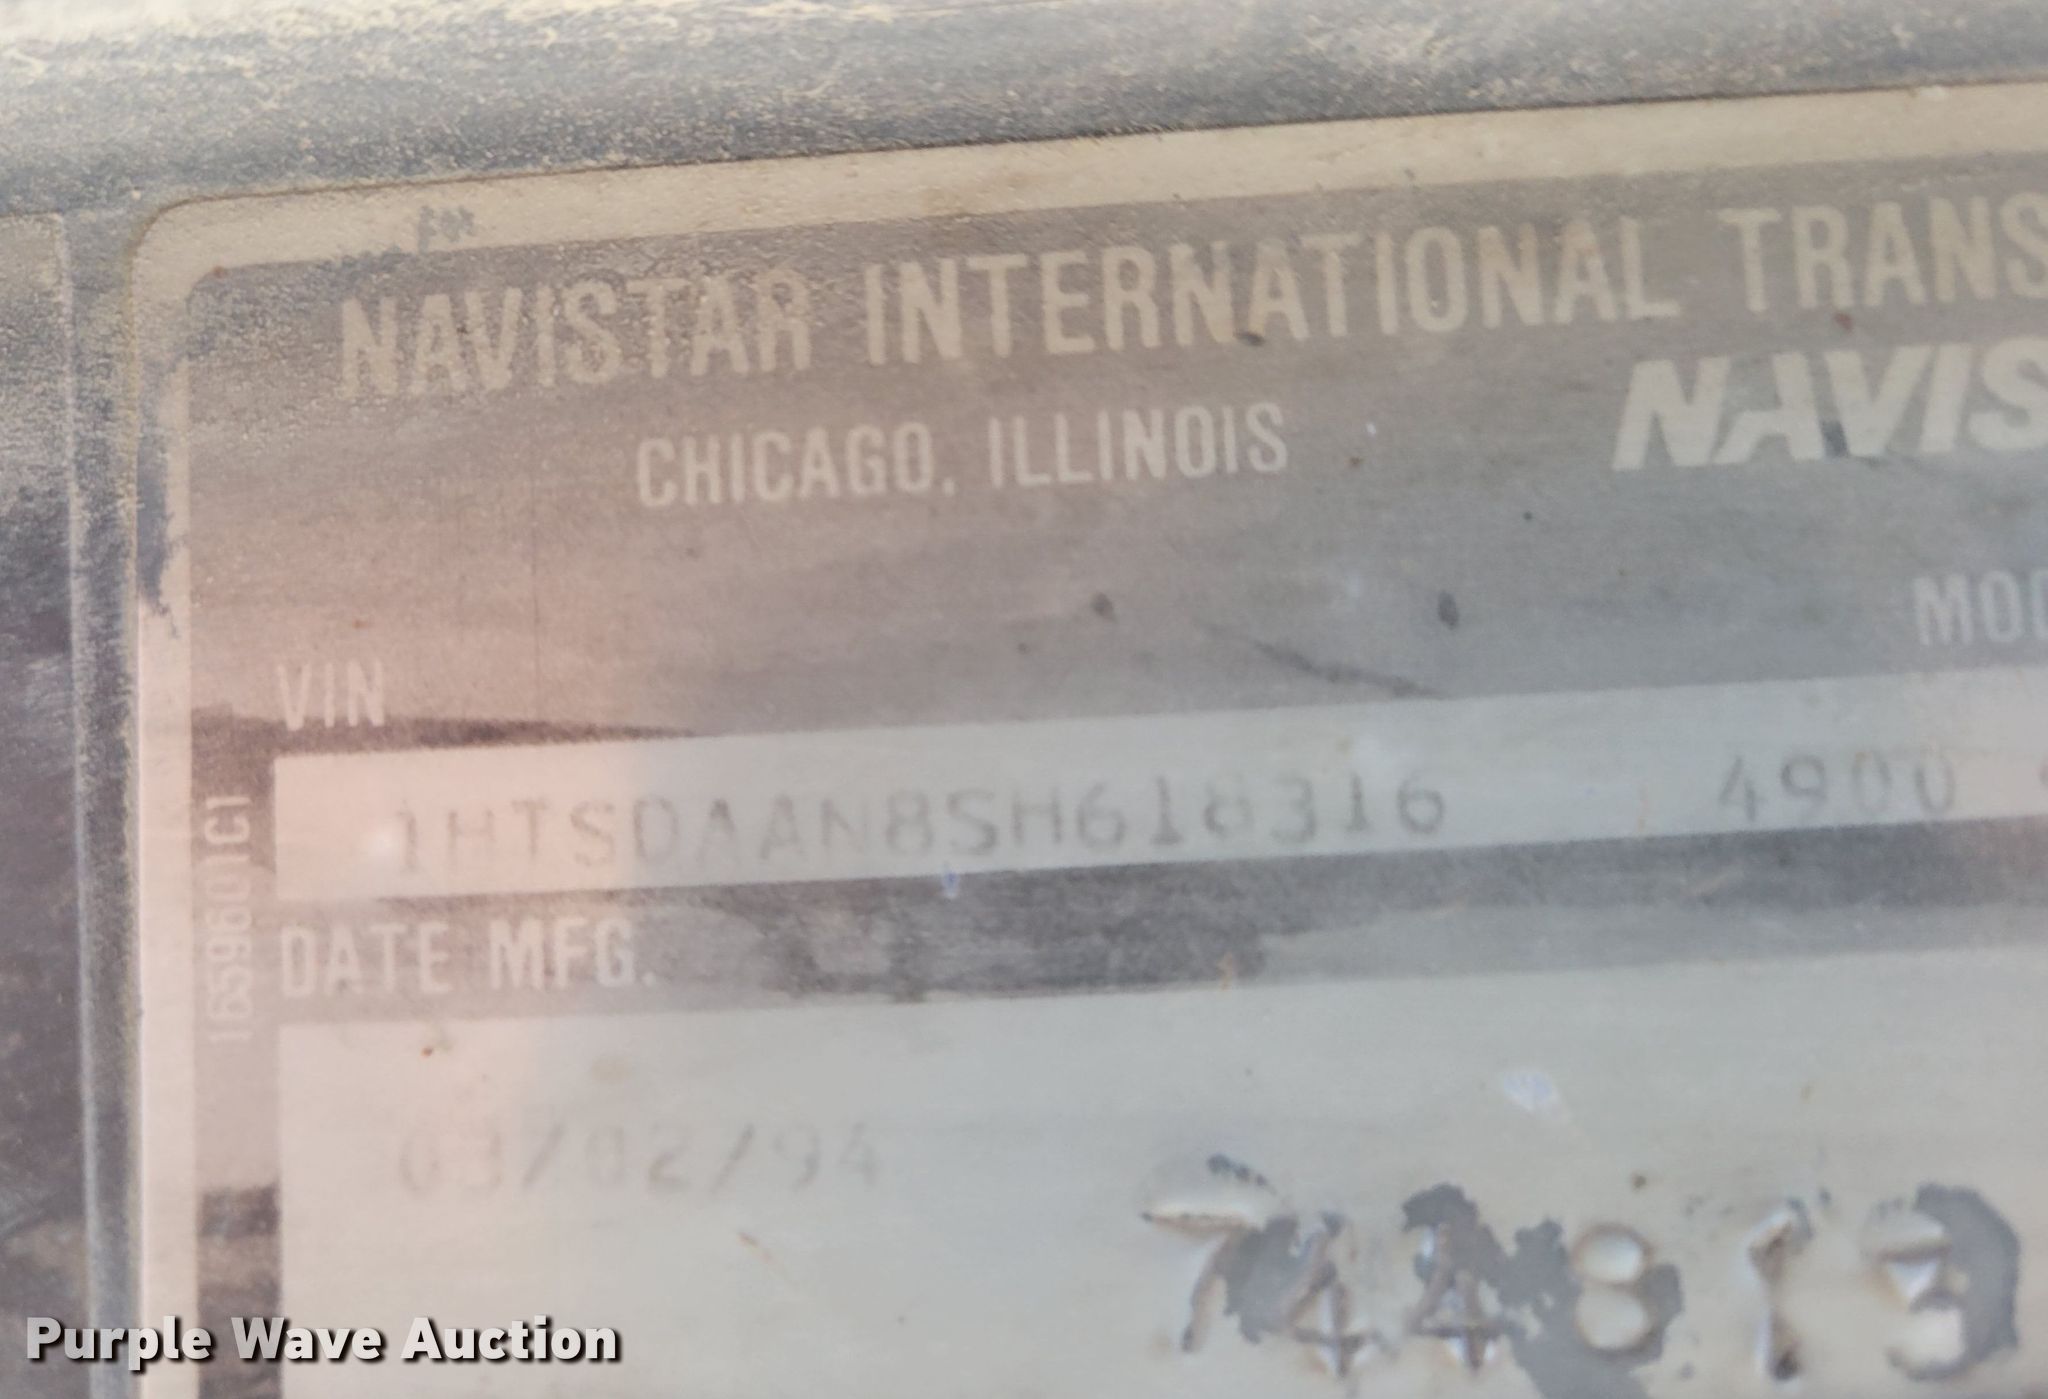 NAVISTAR INTERNATIONAL TRANS
CHICAGO, ILLINOIS
NAVIS
VIN
MOD
1HTSDAAN8SH618316 4900
DATE MFG.
1659601C1
03/02/94
744813
Purple Wave Auction